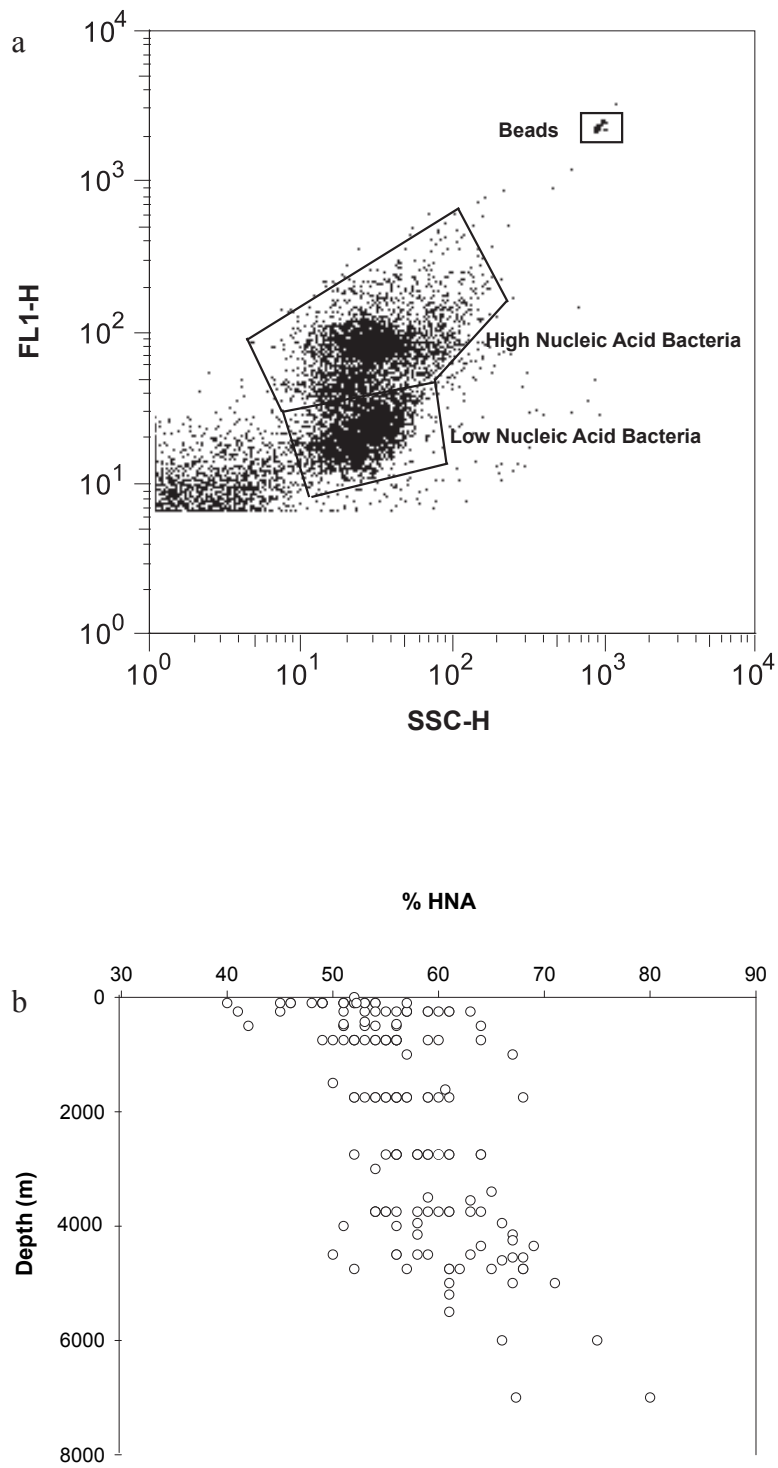 a
10^4
10^3
10^2
10^1
10^0
FL1-H
Beads
High Nucleic Acid Bacteria
Low Nucleic Acid Bacteria
10^0 10^1 10^2 10^3 10^4
SSC-H
% HNA
b
30 40 50 60 70 80 90
0
2000
4000
6000
8000
Depth (m)